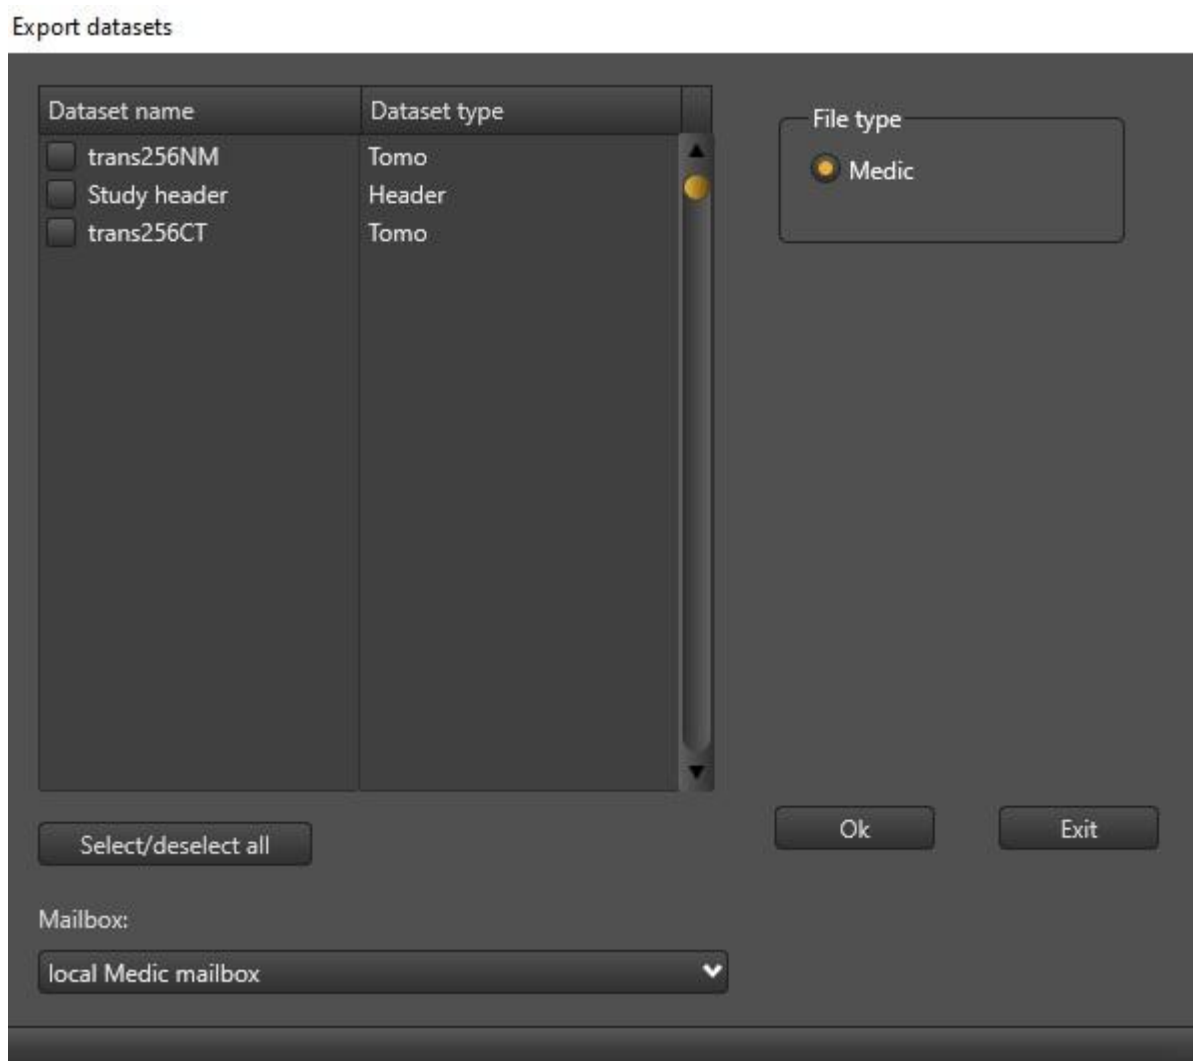 Export datasets
Dataset name Dataset type
trans256NM Tomo
Study header Header
trans256CT Tomo
File type
Medic
Select/deselect all
Ok Exit
Mailbox:
local Medic mailbox